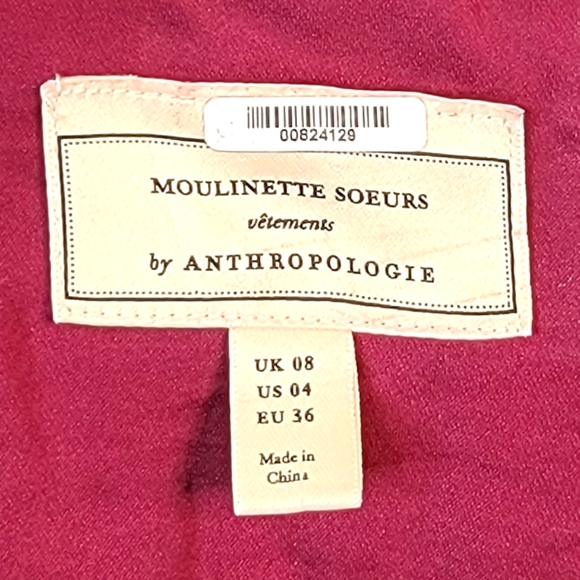 00824129
MOULINETTE SOEURS
vêtements
by ANTHROPOLOGIE
UK 08
US 04
EU 36
Made in
China